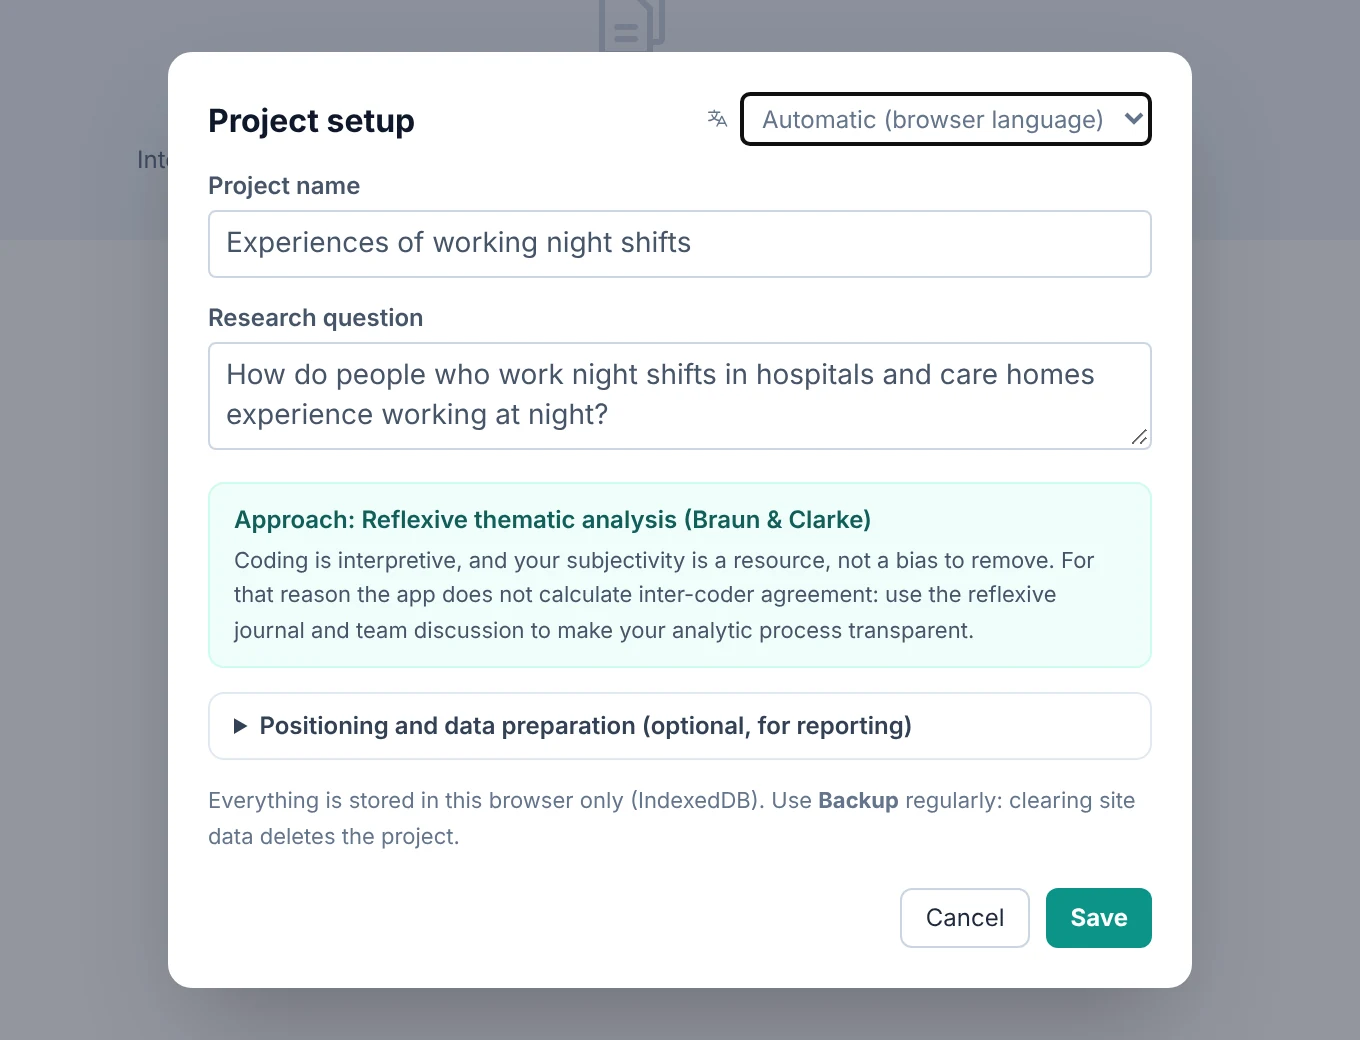 Project setup
Automatic (browser language)
Project name
Experiences of working night shifts
Research question
How do people who work night shifts in hospitals and care homes
experience working at night?
Approach: Reflexive thematic analysis (Braun & Clarke)
Coding is interpretive, and your subjectivity is a resource, not a bias to remove. For
that reason the app does not calculate inter-coder agreement: use the reflexive
journal and team discussion to make your analytic process transparent.
Positioning and data preparation (optional, for reporting)
Everything is stored in this browser only (IndexedDB). Use Backup regularly: clearing site
data deletes the project.
Cancel
Save